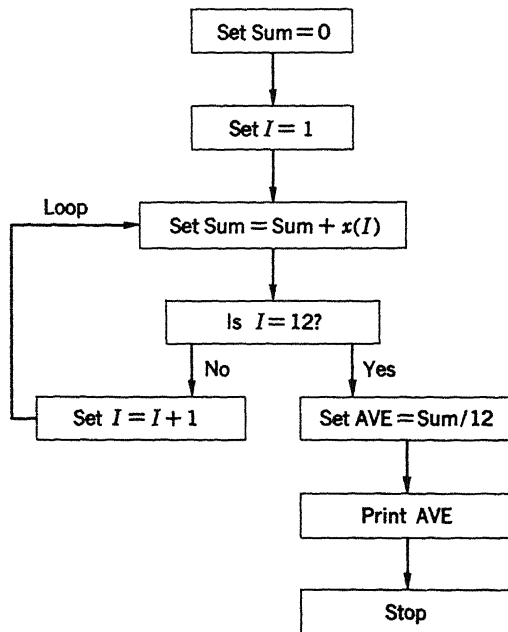 Set Sum = 0
Set I = 1
Loop
Set Sum = Sum + x(I)
Is I = 12?
No
Yes
Set I = I + 1
Set AVE = Sum/12
Print AVE
Stop